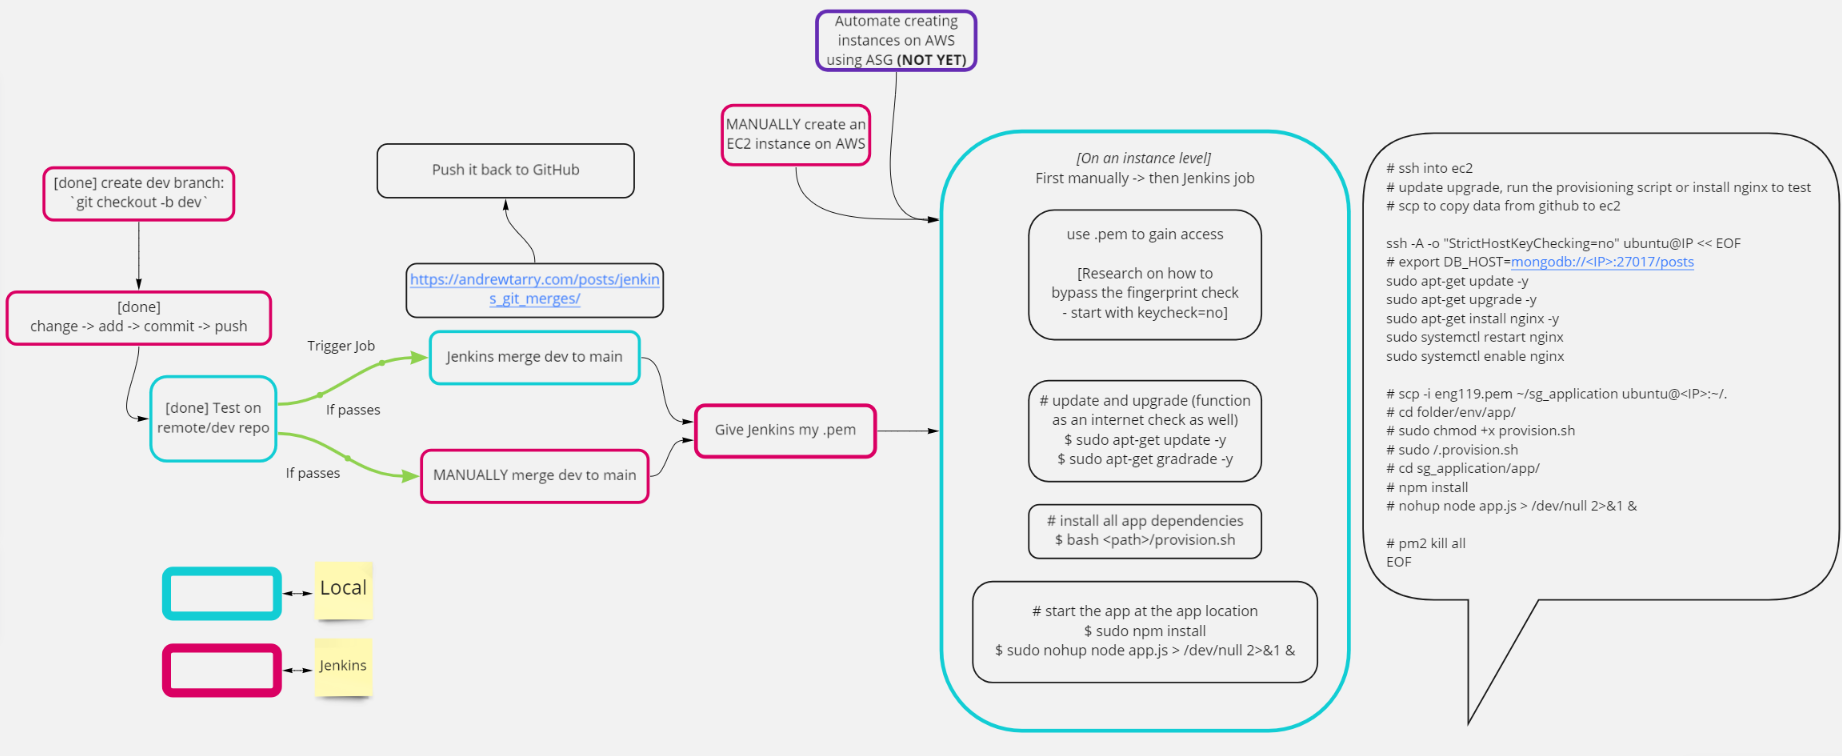 Automate creating
instances on AWS
using ASG (NOT YET)
MANUALLY create an
EC2 instance on AWS
[done] create dev branch:
`git checkout -b dev`
Push it back to GitHub
https://andrewtarry.com/posts/jenkin
s_git_merges/
[done]
change -> add -> commit -> push
Trigger Job
Jenkins merge dev to main
[done] Test on
remote/dev repo
If passes
If passes
MANUALLY merge dev to main
Give Jenkins my .pem
Local
Jenkins
[On an instance level]
First manually -> then Jenkins job
use .pem to gain access
[Research on how to
bypass the fingerprint check
- start with keycheck=no]
# update and upgrade (function
as an internet check as well)
$ sudo apt-get update -y
$ sudo apt-get gradrade -y
# install all app dependencies
$ bash <path>/provision.sh
# start the app at the app location
$ sudo npm install
$ sudo nohup node app.js > /dev/null 2>&1 &
# ssh into ec2
# update upgrade, run the provisioning script or install nginx to test
# scp to copy data from github to ec2
ssh -A -o "StrictHostKeyChecking=no" ubuntu@IP << EOF
# export DB_HOST=mongodb://<IP>:27017/posts
sudo apt-get update -y
sudo apt-get upgrade -y
sudo apt-get install nginx -y
sudo systemctl restart nginx
sudo systemctl enable nginx
# scp -i eng119.pem ~/sg_application ubuntu@<IP>:~/.
# cd folder/env/app/
# sudo chmod +x provision.sh
# sudo /.provision.sh
# cd sg_application/app/
# npm install
# nohup node app.js > /dev/null 2>&1 &
# pm2 kill all
EOF